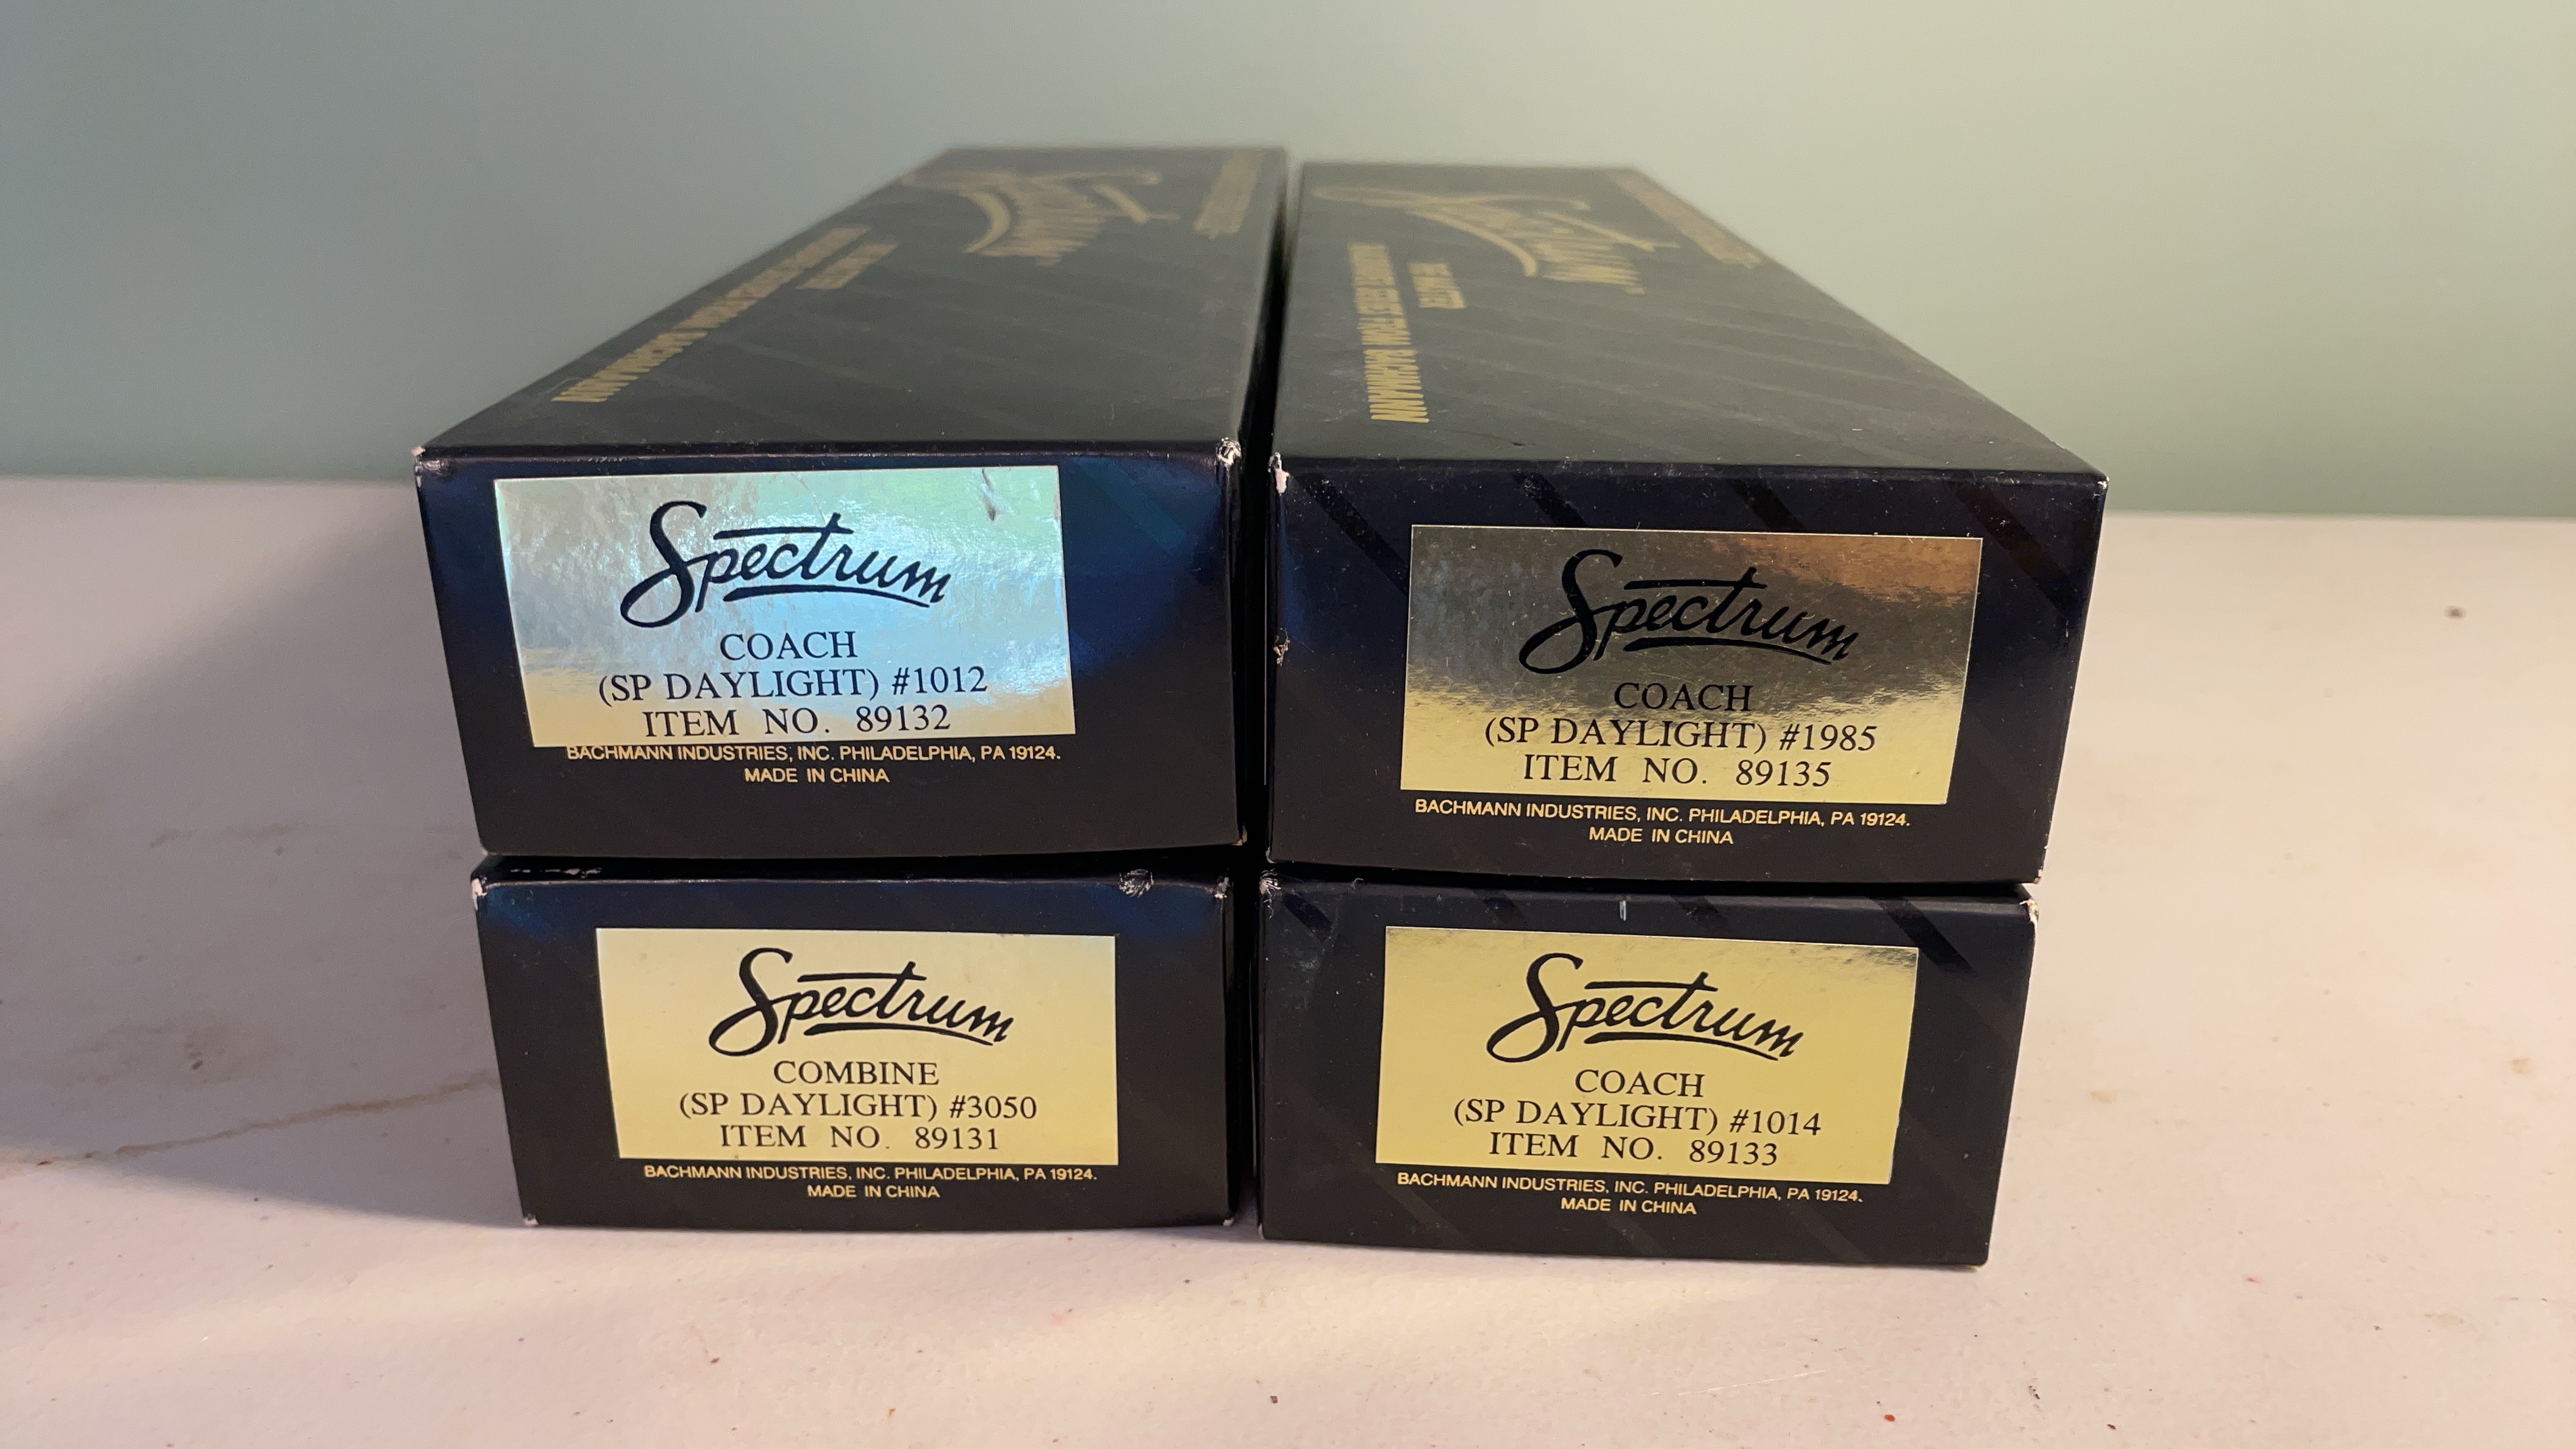 BACHMANN
FROM BACHMANN
Spectrum
COACH
(SP DAYLIGHT) #1012
ITEM NO. 89132
BACHMANN INDUSTRIES, INC. PHILADELPHIA, PA 19124.
MADE IN CHINA
Spectrum
COACH
(SP DAYLIGHT) #1985
ITEM NO. 89135
BACHMANN INDUSTRIES, INC. PHILADELPHIA, PA 19124.
MADE IN CHINA
Spectrum
COMBINE
(SP DAYLIGHT) #3050
ITEM NO. 89131
BACHMANN INDUSTRIES, INC. PHILADELPHIA, PA 19124.
MADE IN CHINA
Spectrum
COACH
(SP DAYLIGHT) #1014
ITEM NO. 89133
BACHMANN INDUSTRIES, INC. PHILADELPHIA, PA 19124.
MADE IN CHINA